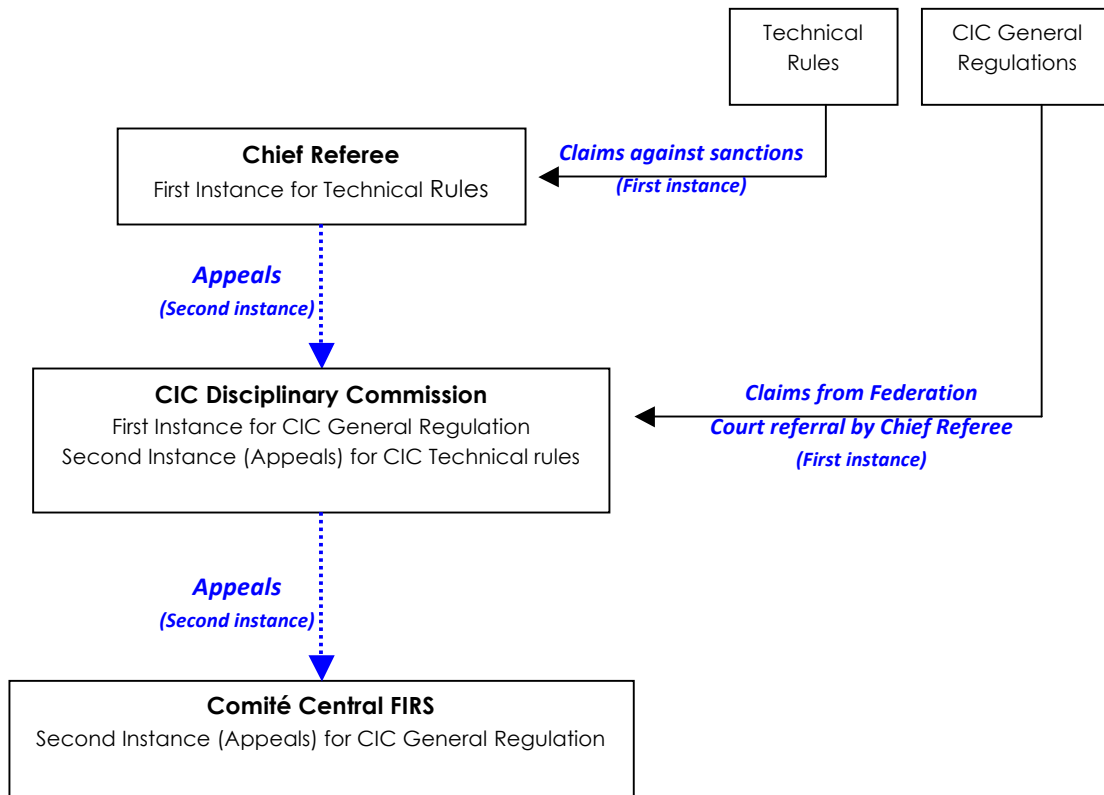 Technical
Rules
CIC General
Regulations
Chief Referee
First Instance for Technical Rules
Claims against sanctions
(First instance)
Appeals
(Second instance)
CIC Disciplinary Commission
First Instance for CIC General Regulation
Second Instance (Appeals) for CIC Technical rules
Claims from Federation
Court referral by Chief Referee
(First instance)
Appeals
(Second instance)
Comité Central FIRS
Second Instance (Appeals) for CIC General Regulation